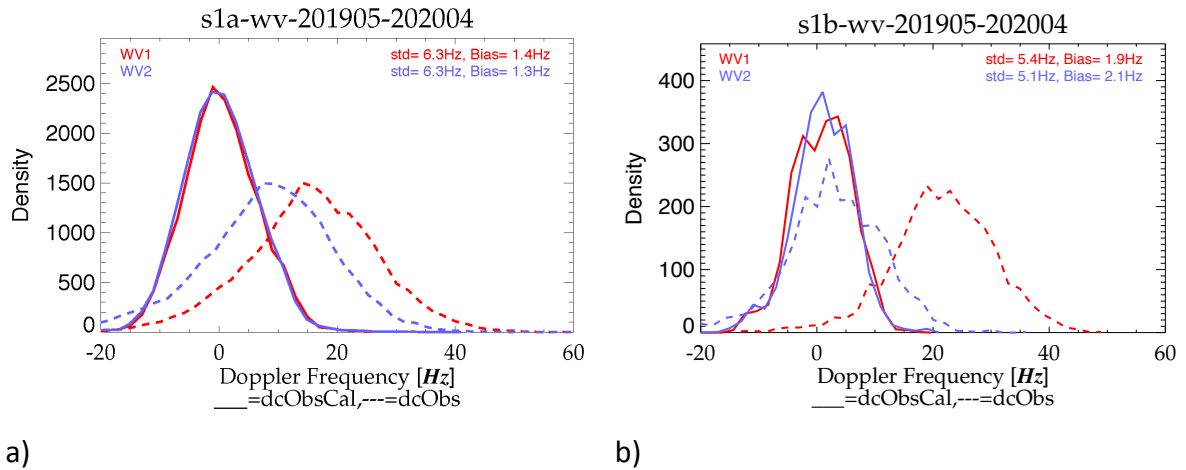 s1a-wv-201905-202004
WV1 std= 6.3Hz, Bias= 1.4Hz
WV2 std= 6.3Hz, Bias= 1.3Hz
2500
2000
1500
1000
500
0
Density
-20 0 20 40 60
Doppler Frequency [Hz]
___=dcObsCal,---=dcObs
a)
s1b-wv-201905-202004
WV1 std= 5.4Hz, Bias= 1.9Hz
WV2 std= 5.1Hz, Bias= 2.1Hz
400
300
200
100
0
Density
-20 0 20 40 60
Doppler Frequency [Hz]
___=dcObsCal,---=dcObs
b)